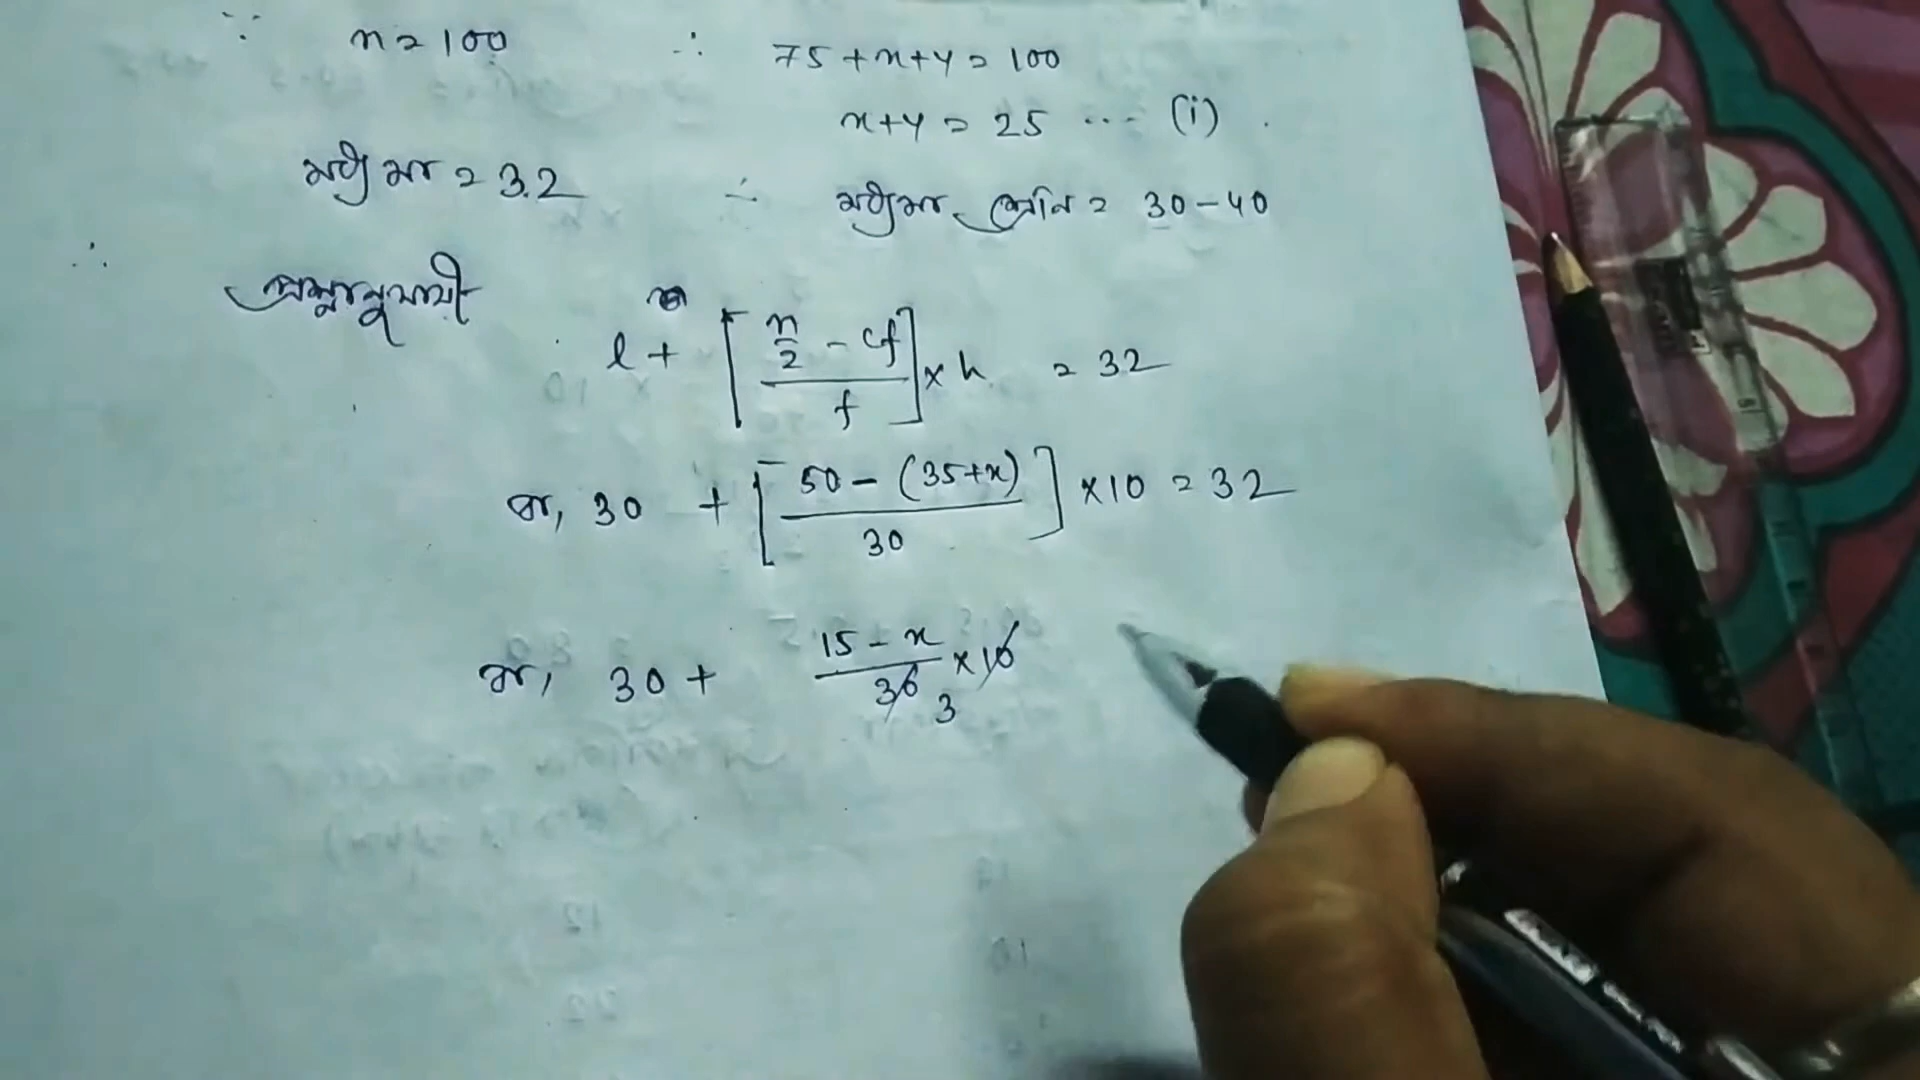 ∵ n = 100 ∴ 75 + x + y = 100
x + y = 25 ... (i)
মধ্যমা = 32 ∴ মধ্যমা শ্রেণি = 30 - 40
∴ প্রশ্নানুযায়ী
l + [ (n/2 - cf) / f ] × h = 32
বা, 30 + [ (50 - (35 + x)) / 30 ] × 10 = 32
বা, 30 + (15 - x) / 30 × 10
3